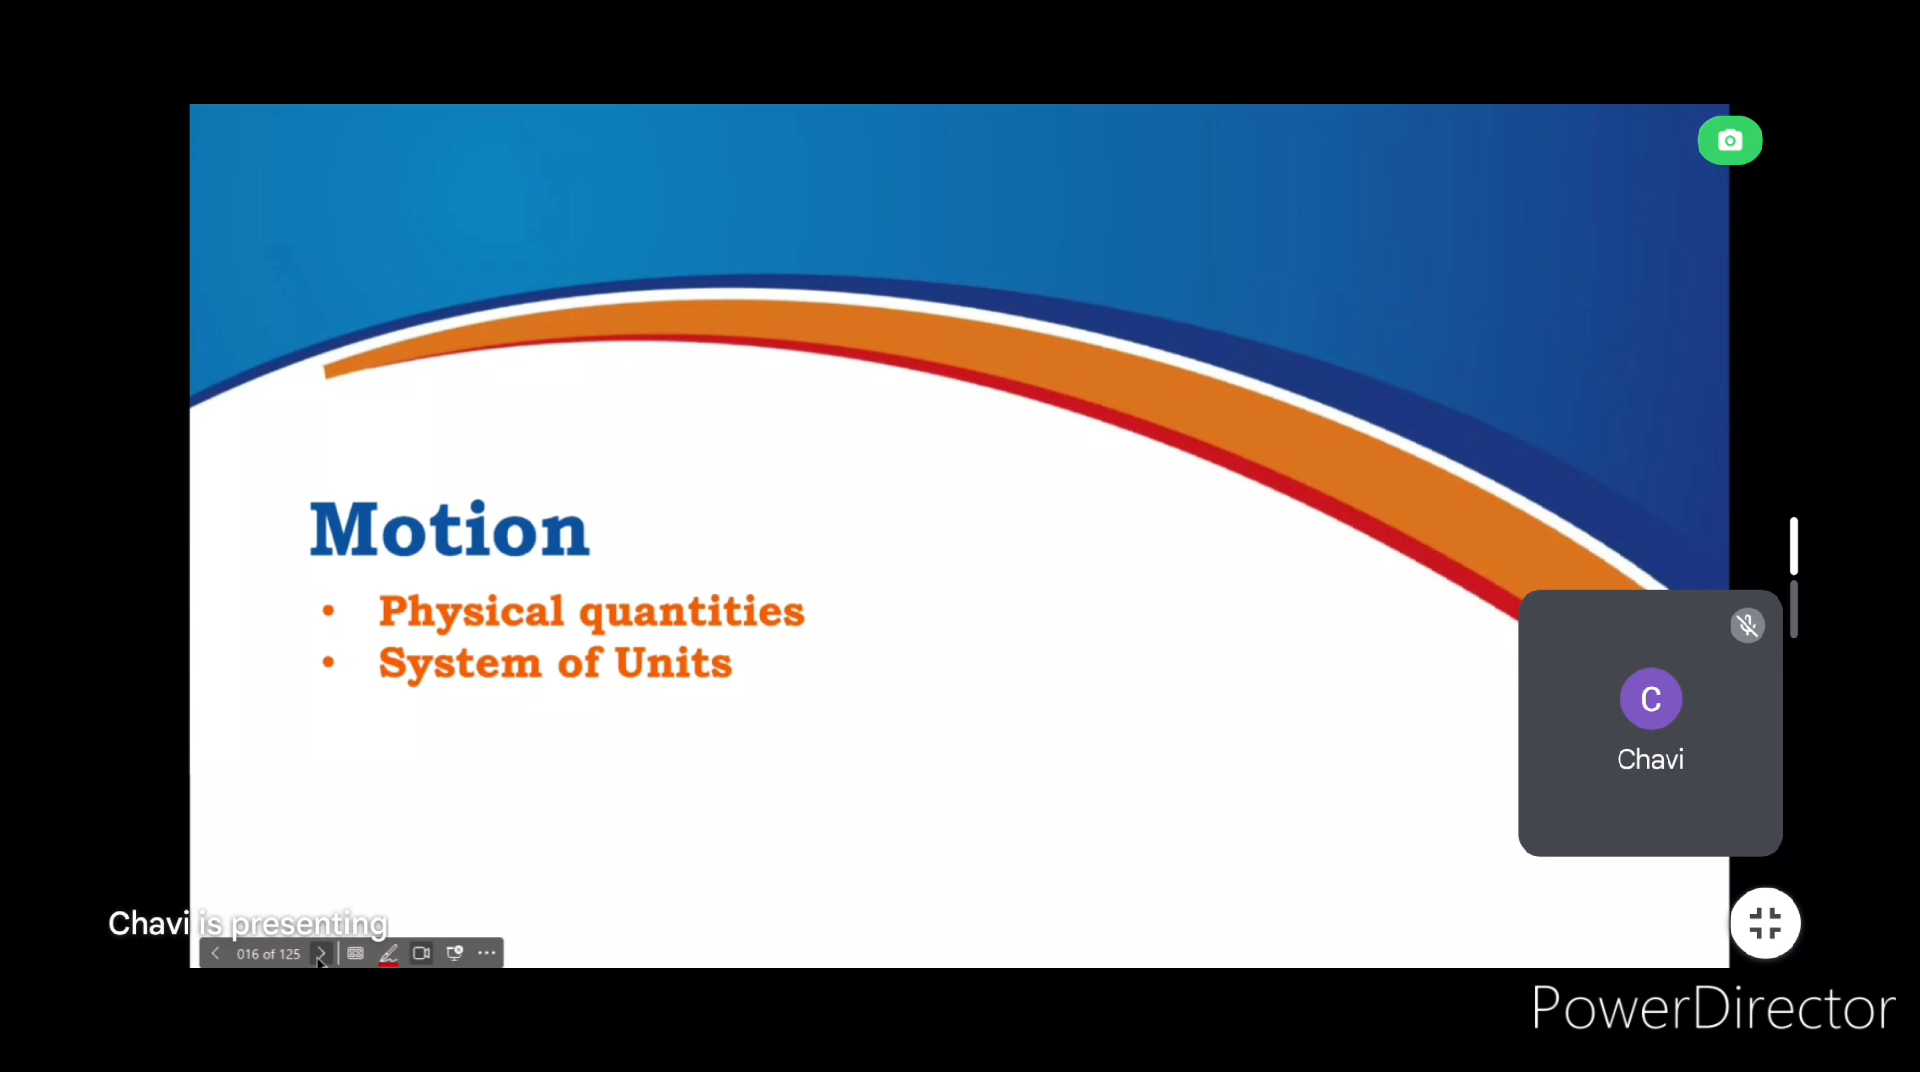 Motion
• Physical quantities
• System of Units
C
Chavi
Chavi is presenting
016 of 125
PowerDirector